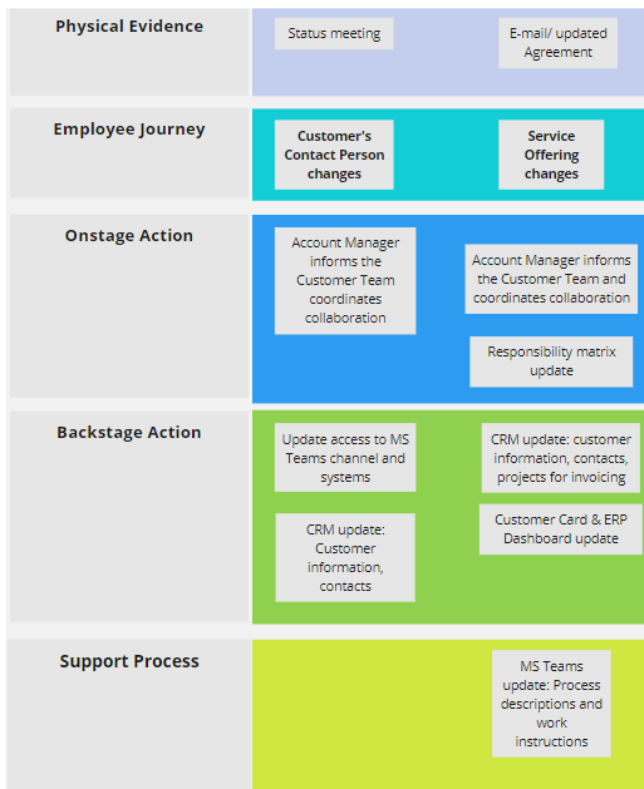 Physical Evidence
Status meeting
E-mail/ updated
Agreement
Employee Journey
Customer's
Contact Person
changes
Service
Offering
changes
Onstage Action
Account Manager
informs the
Customer Team
coordinates
collaboration
Account Manager informs
the Customer Team and
coordinates collaboration
Responsibility matrix
update
Backstage Action
Update access to MS
Teams channel and
systems
CRM update:
Customer
information,
contacts
CRM update: customer
information, contacts,
projects for invoicing
Customer Card & ERP
Dashboard update
Support Process
MS Teams
update: Process
descriptions and
work
instructions